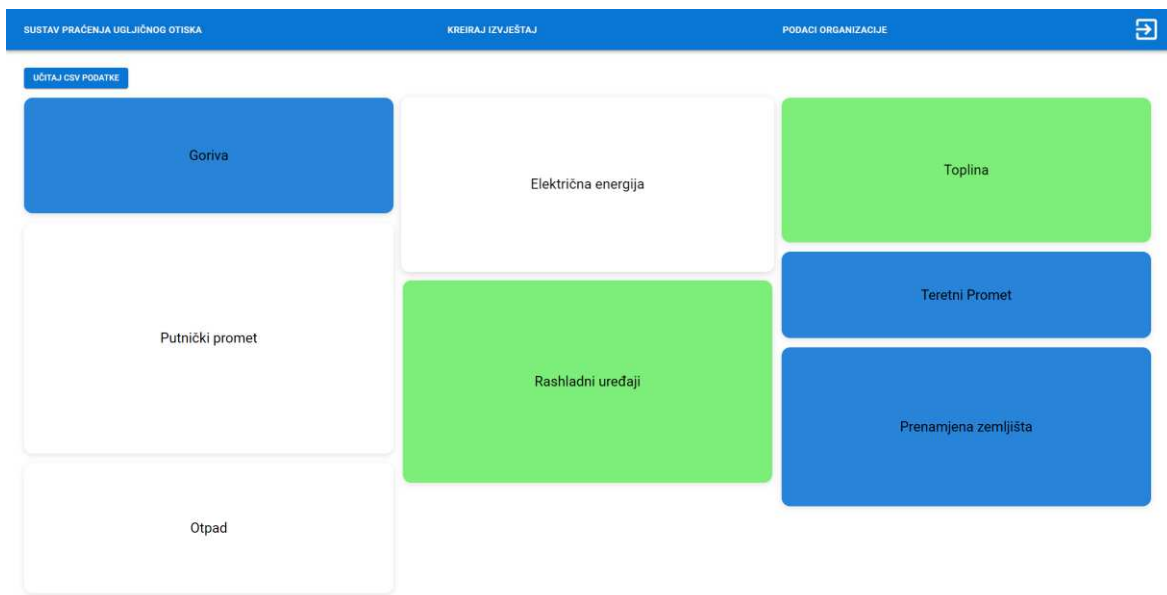 SUSTAV PRAĆENJA UGLJIČNOG OTISKA
KREIRAJ IZVJEŠTAJ
PODACI ORGANIZACIJE
UČITAJ CSV PODATKE
Goriva
Električna energija
Toplina
Putnički promet
Rashladni uređaji
Teretni Promet
Prenamjena zemljišta
Otpad